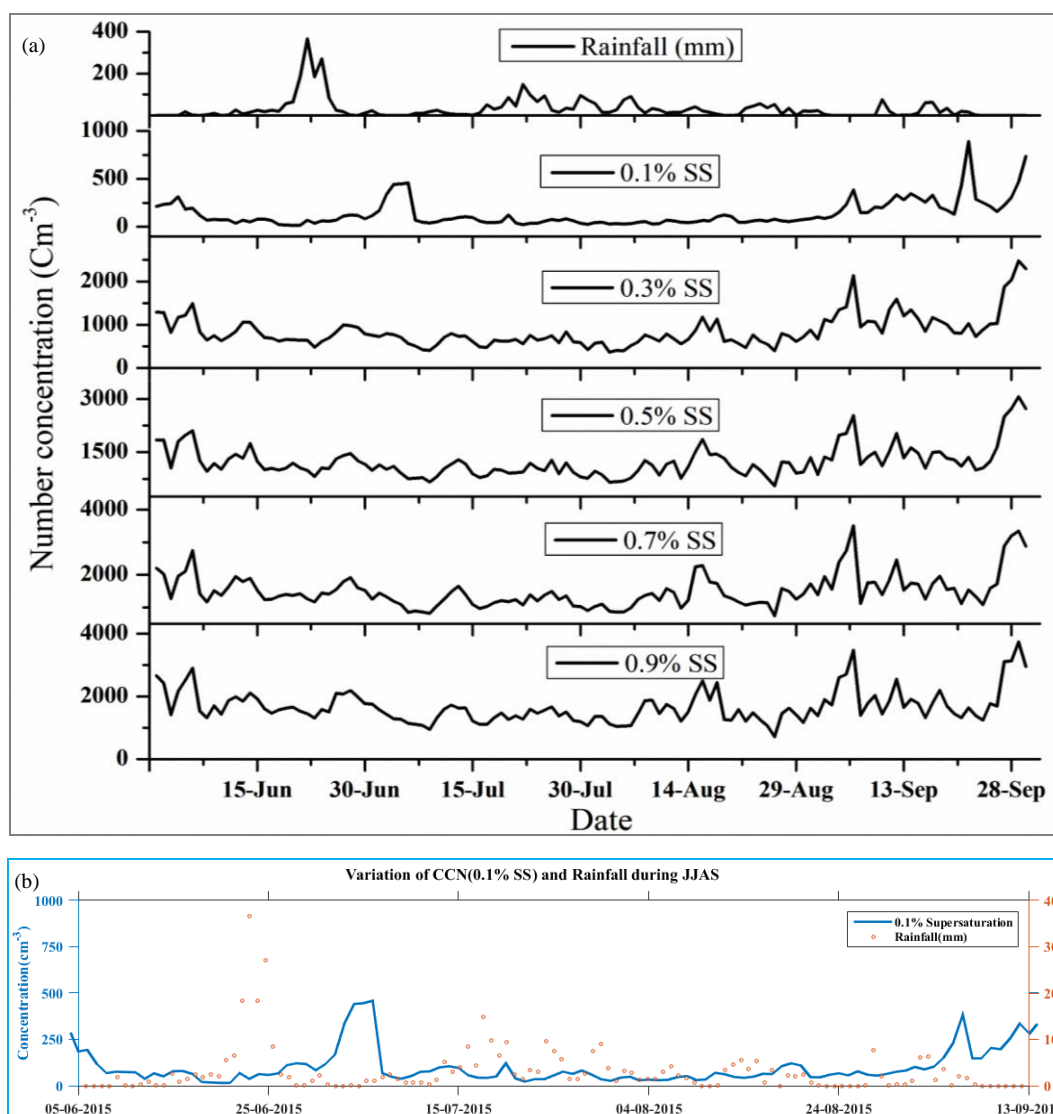 (a)
400
Rainfall (mm)
200
1000
0.1% SS
500
0
0.3% SS
2000
1000
0
0.5% SS
3000
1500
4000
0.7% SS
2000
4000
0.9% SS
2000
0
15-Jun 30-Jun 15-Jul 30-Jul 14-Aug 29-Aug 13-Sep 28-Sep
Date
Number concentration (Cm⁻³)
(b)
Variation of CCN(0.1% SS) and Rainfall during JJAS
1000
750
500
250
0
Concentration(cm⁻³)
0.1% Supersaturation
Rainfall(mm)
0
05-06-2015 25-06-2015 15-07-2015 04-08-2015 24-08-2015